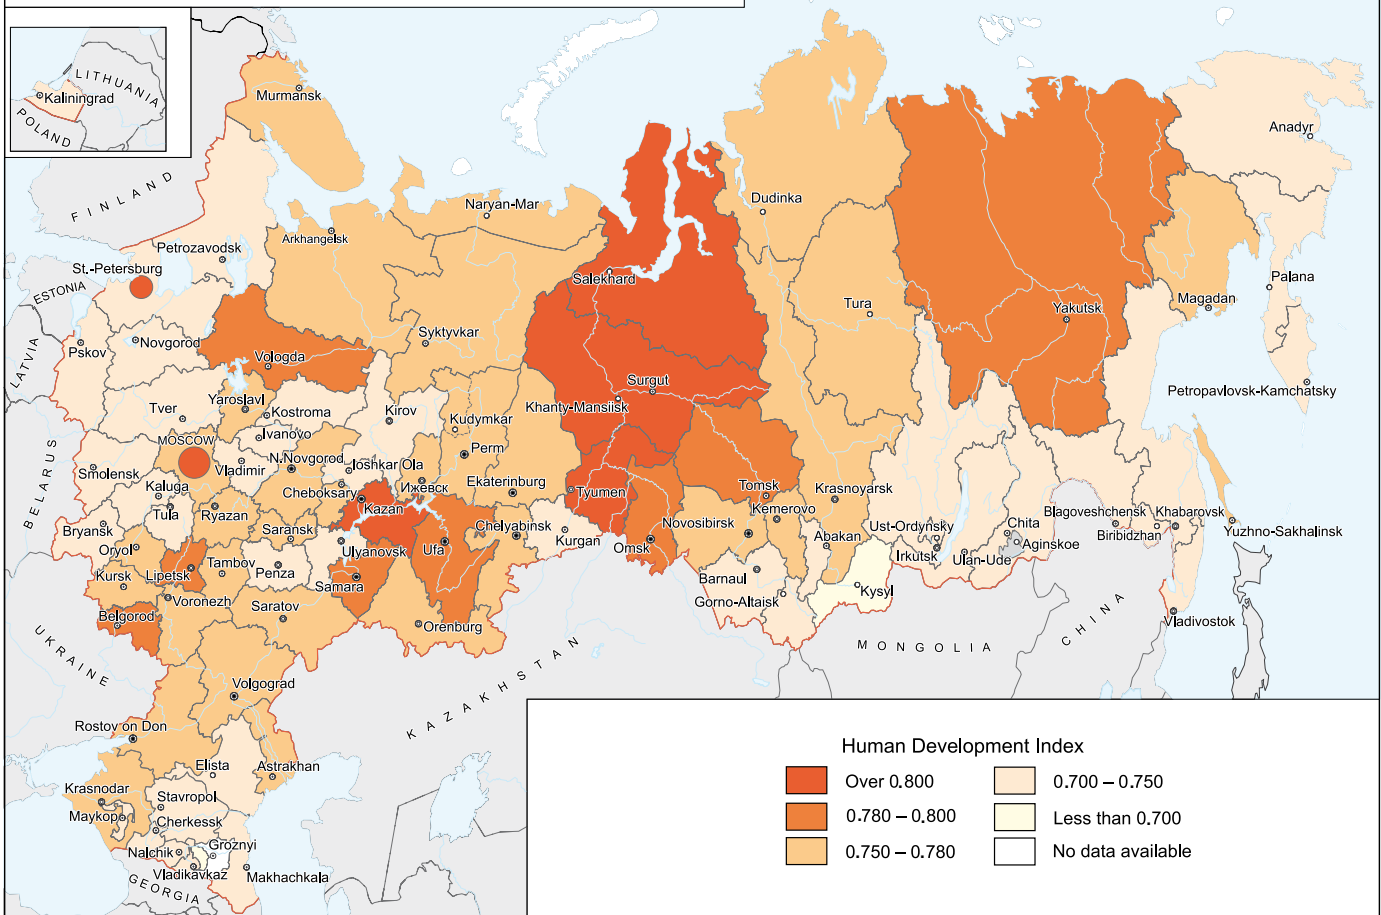 LITHUANIA
Kaliningrad
POLAND
FINLAND
ESTONIA
LATVIA
BELARUS
UKRAINE
GEORGIA
KAZAKHSTAN
MONGOLIA
CHINA
Murmansk
Anadyr
Naryan-Mar
Dudinka
Arkhangelsk
Petrozavodsk
St.-Petersburg
Salekhard
Palana
Tura
Magadan
Yakutsk
Syktyvkar
Pskov
Novgorod
Vologda
Surgut
Petropavlovsk-Kamchatsky
Yaroslavl
Tver
Kostroma
Kirov
Khanty-Mansiisk
Kudymkar
Ivanovo
MOSCOW
Perm
N.Novgorod
Ioshkar Ola
Vladimir
Smolensk
Kaluga
Cheboksary
Ижевск
Ekaterinburg
Tyumen
Tomsk
Krasnoyarsk
Kazan
Tula
Ryazan
Kemerovo
Bryansk
Saransk
Chelyabinsk
Novosibirsk
Ust-Ordynsky
Chita
Blagoveshchensk
Khabarovsk
Oryol
Ulyanovsk
Ufa
Kurgan
Omsk
Abakan
Irkutsk
Aginskoe
Biribidzhan
Yuzhno-Sakhalinsk
Kursk
Lipetsk
Tambov
Penza
Samara
Barnaul
Ulan-Ude
Voronezh
Saratov
Gorno-Altaisk
Kysyl
Belgorod
Orenburg
Vladivostok
Volgograd
Rostov on Don
Elista
Astrakhan
Krasnodar
Stavropol
Maykop
Cherkessk
Nalchik
Groznyi
Vladikavkaz
Makhachkala
Human Development Index
Over 0.800
0.780 – 0.800
0.750 – 0.780
0.700 – 0.750
Less than 0.700
No data available